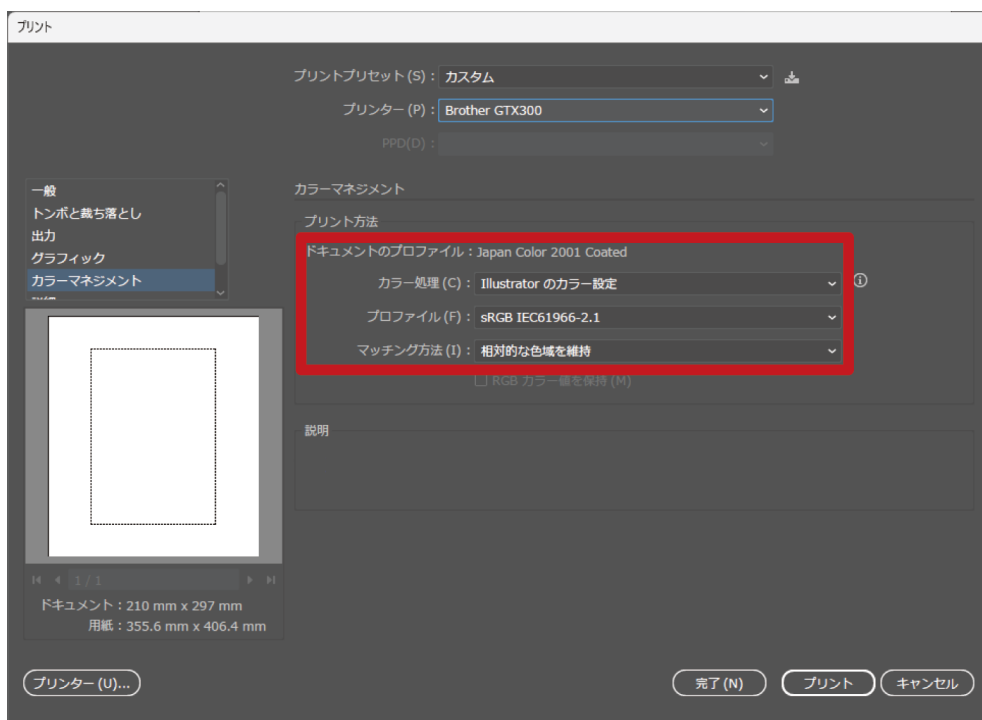 プリント
プリントプリセット(S)：カスタム
プリンター(P)：Brother GTX300
PPD(D)：
一般
トンボと裁ち落とし
出力
グラフィック
カラーマネジメント
カラーマネジメント
プリント方法
ドキュメントのプロファイル：Japan Color 2001 Coated
カラー処理(C)：Illustrator のカラー設定
プロファイル(F)：sRGB IEC61966-2.1
マッチング方法(I)：相対的な色域を維持
RGB カラー値を保持(M)
説明
1 / 1
ドキュメント：210 mm x 297 mm
用紙：355.6 mm x 406.4 mm
プリンター(U)...
完了(N)
プリント
キャンセル